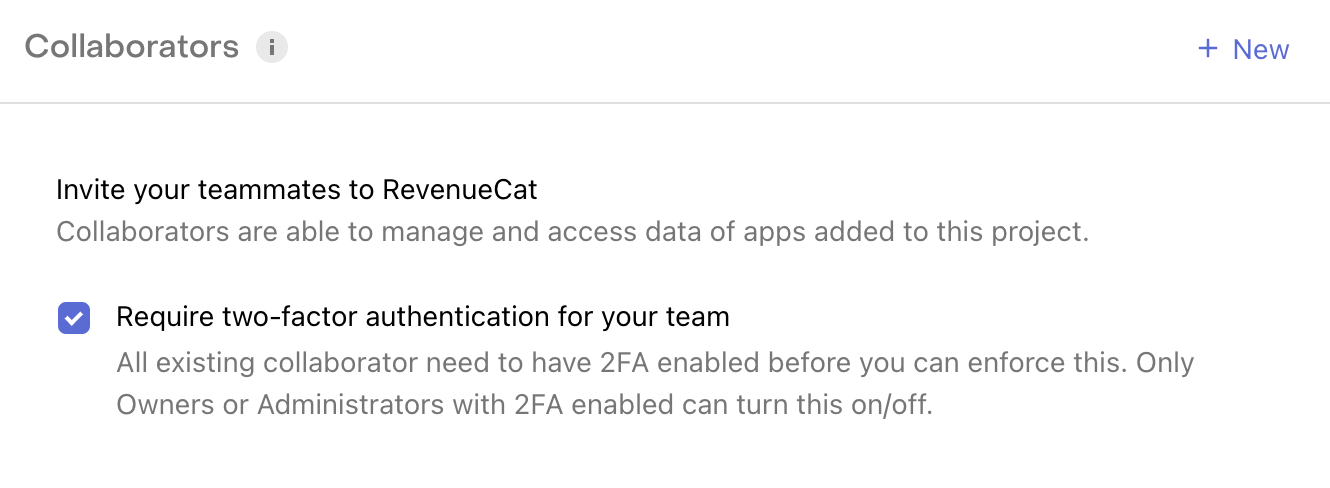 Collaborators i
+ New
Invite your teammates to RevenueCat
Collaborators are able to manage and access data of apps added to this project.
Require two-factor authentication for your team
All existing collaborator need to have 2FA enabled before you can enforce this. Only
Owners or Administrators with 2FA enabled can turn this on/off.